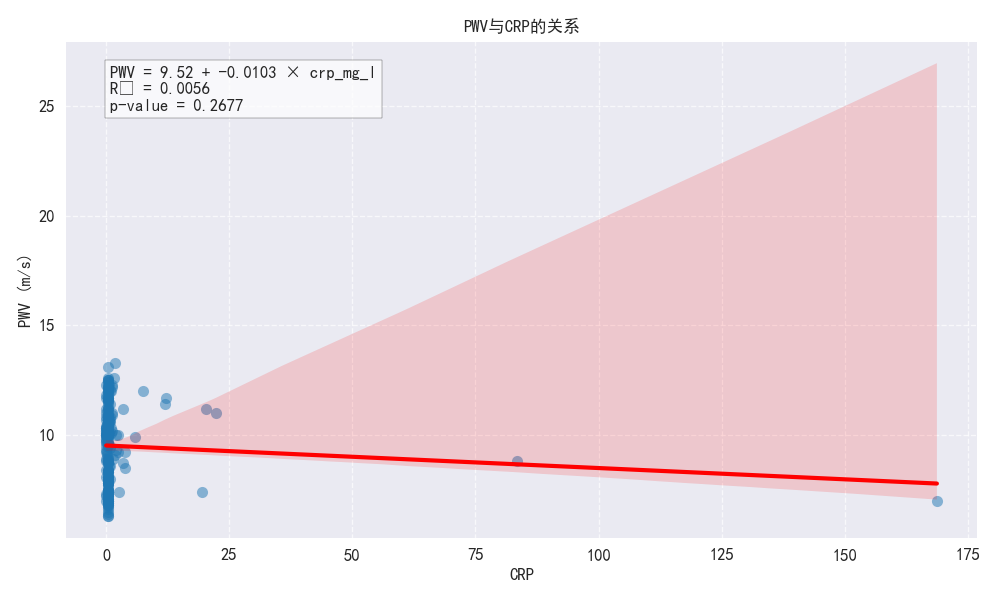 PWV与CRP的关系
PWV = 9.52 + -0.0103 × crp_mg_l
R□ = 0.0056
p-value = 0.2677
PWV (m/s)
25
20
15
10
0
25
50
75
100
125
150
175
CRP